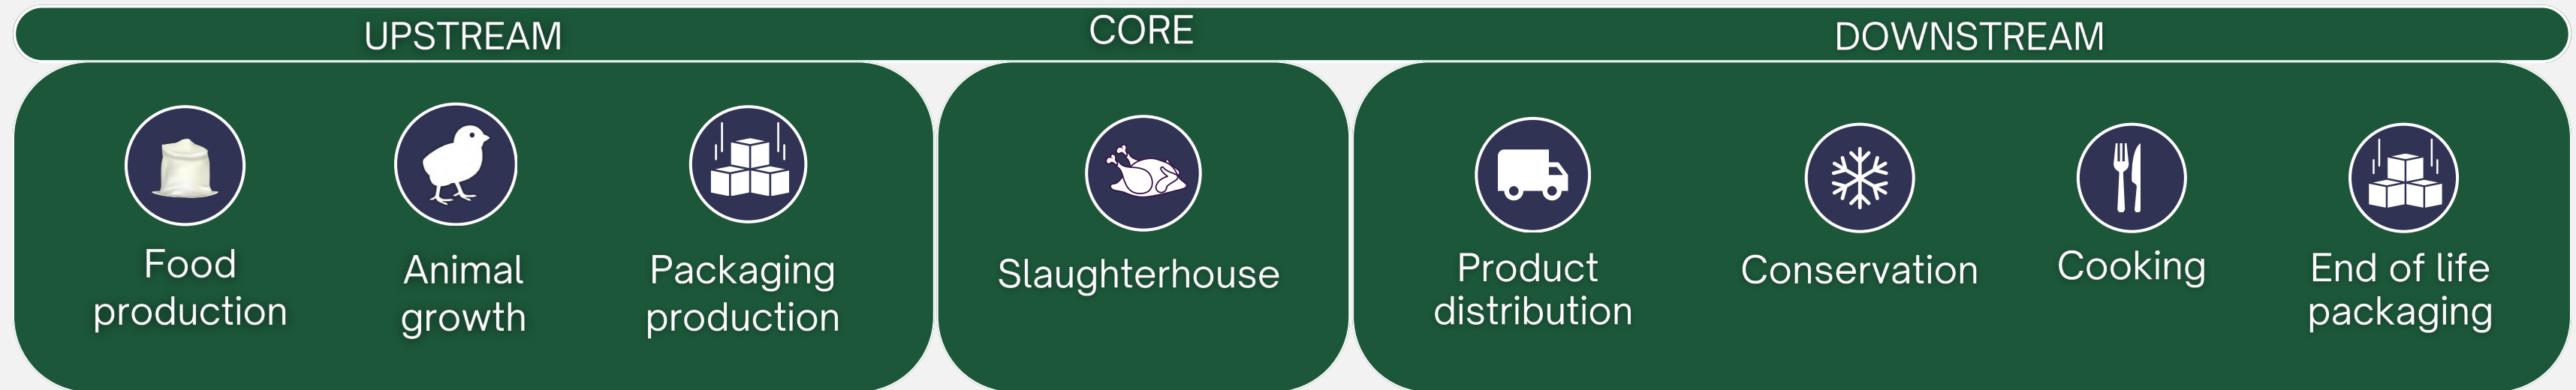 UPSTREAM
CORE
DOWNSTREAM
Food
production
Animal
growth
Packaging
production
Slaughterhouse
Product
distribution
Conservation
Cooking
End of life
packaging